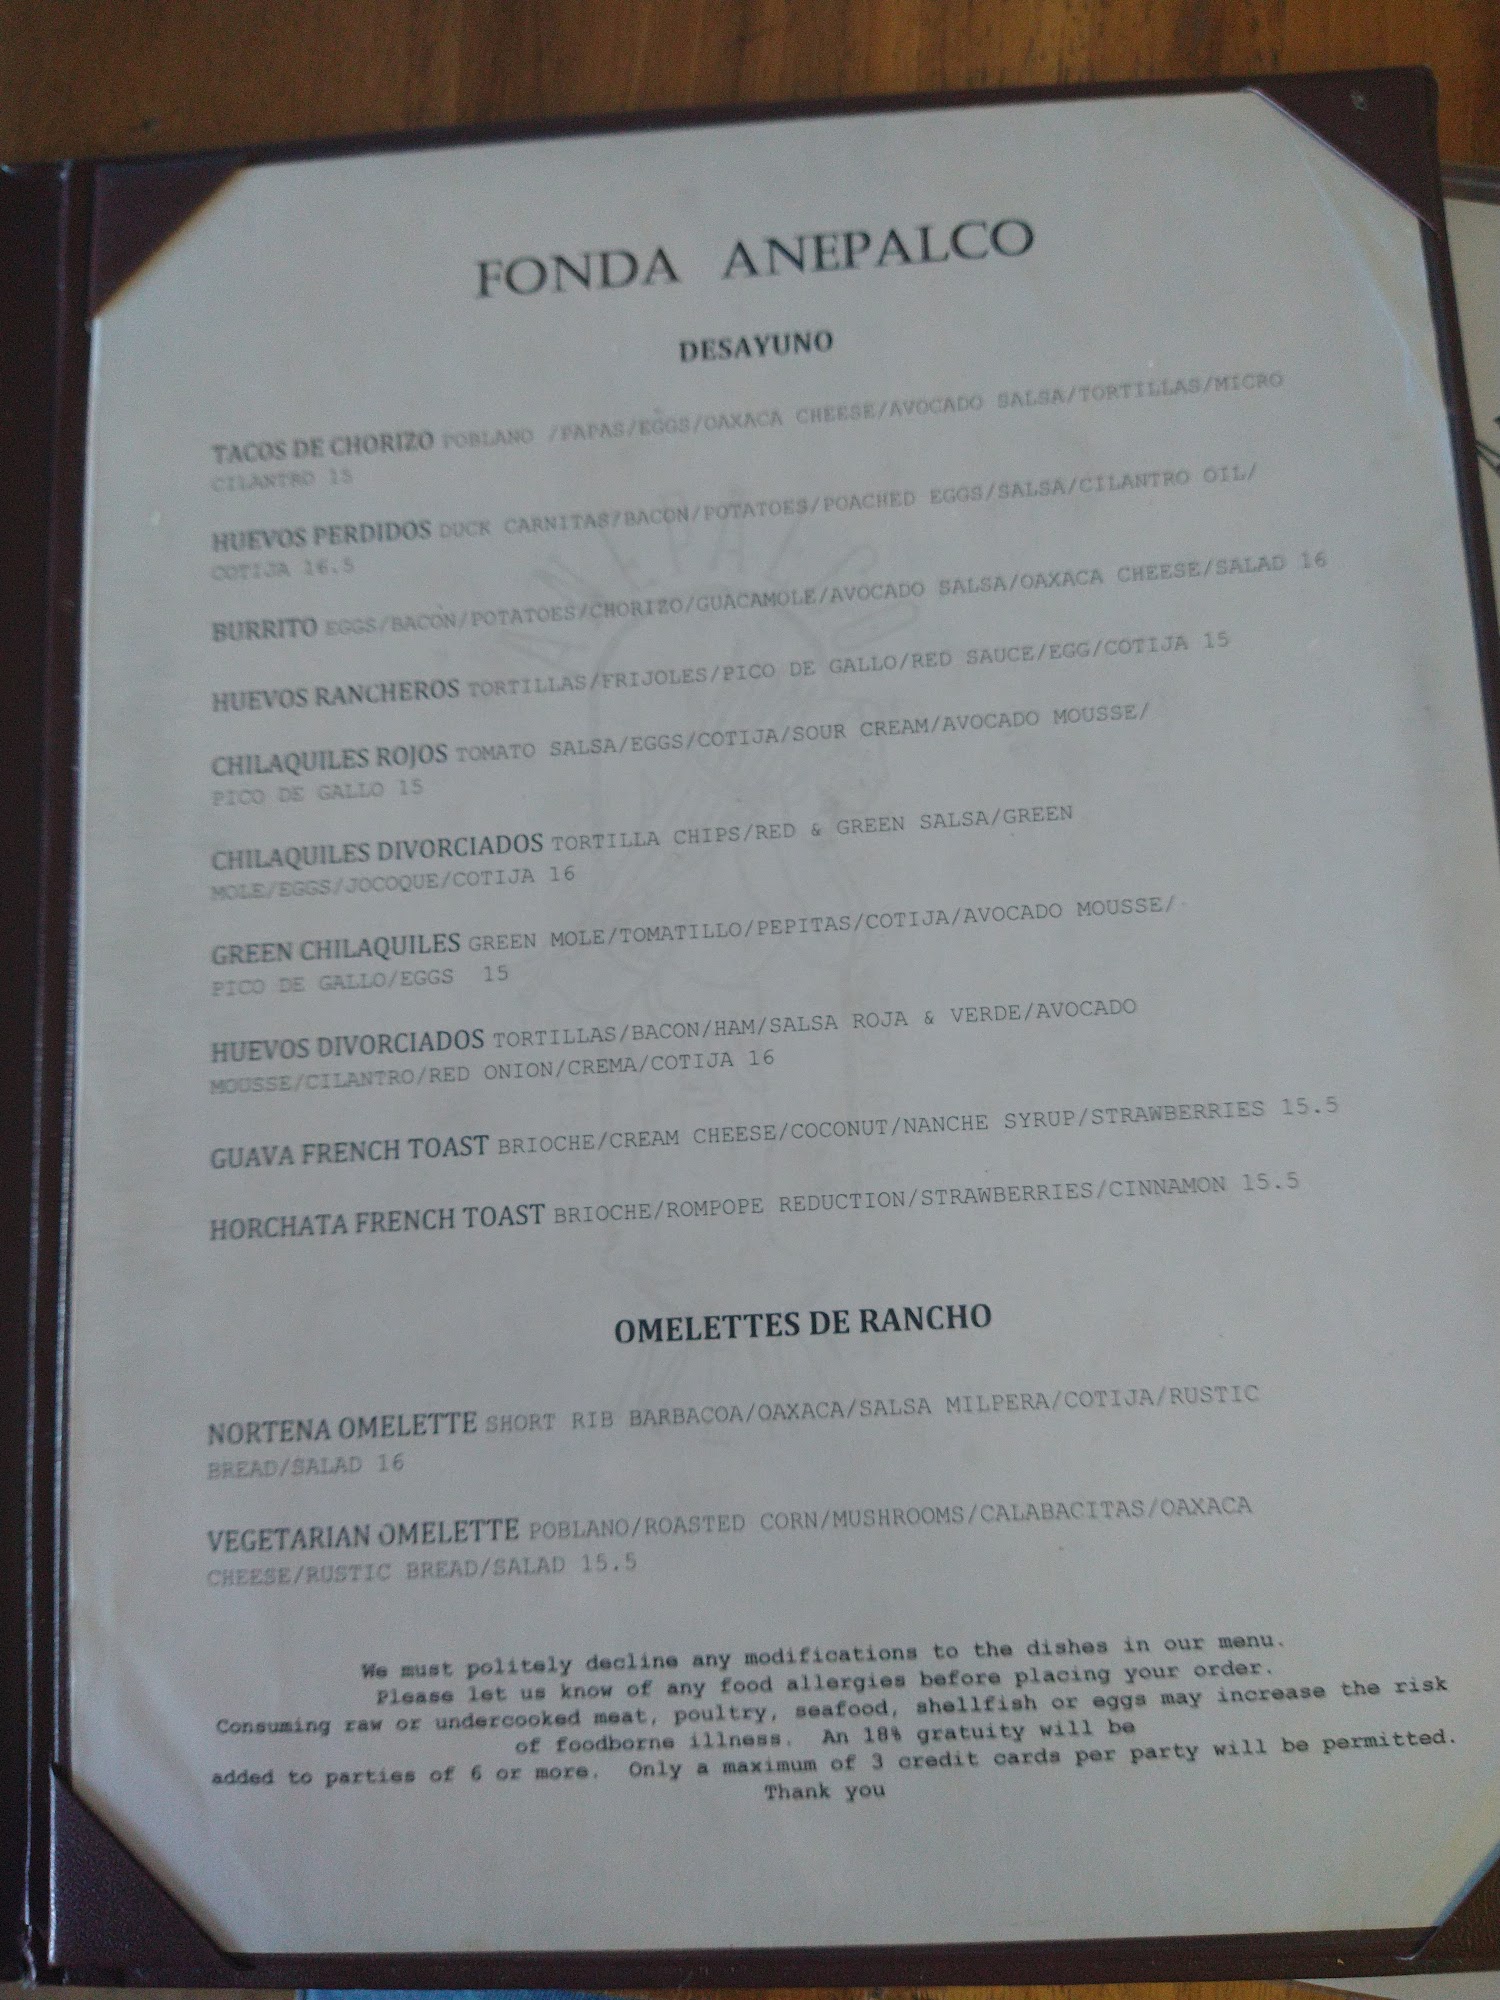 FONDA ANEPALCO
DESAYUNO
TACOS DE CHORIZO POBLANO /PAPAS/EGGS/OAXACA CHEESE/AVOCADO SALSA/TORTILLAS/MICRO
CILANTRO 15
HUEVOS PERDIDOS DUCK CARNITAS/BACON/POTATOES/POACHED EGGS/SALSA/CILANTRO OIL/
COTIJA 16.5
BURRITO EGGS/BACON/POTATOES/CHORIZO/GUACAMOLE/AVOCADO SALSA/OAXACA CHEESE/SALAD 16
HUEVOS RANCHEROS TORTILLAS/FRIJOLES/PICO DE GALLO/RED SAUCE/EGG/COTIJA 15
CHILAQUILES ROJOS TOMATO SALSA/EGGS/COTIJA/SOUR CREAM/AVOCADO MOUSSE/
PICO DE GALLO 15
CHILAQUILES DIVORCIADOS TORTILLA CHIPS/RED & GREEN SALSA/GREEN
MOLE/EGGS/JOCOQUE/COTIJA 16
GREEN CHILAQUILES GREEN MOLE/TOMATILLO/PEPITAS/COTIJA/AVOCADO MOUSSE/
PICO DE GALLO/EGGS 15
HUEVOS DIVORCIADOS TORTILLAS/BACON/HAM/SALSA ROJA & VERDE/AVOCADO
MOUSSE/CILANTRO/RED ONION/CREMA/COTIJA 16
GUAVA FRENCH TOAST BRIOCHE/CREAM CHEESE/COCONUT/NANCHE SYRUP/STRAWBERRIES 15.5
HORCHATA FRENCH TOAST BRIOCHE/ROMPOPE REDUCTION/STRAWBERRIES/CINNAMON 15.5
OMELETTES DE RANCHO
NORTENA OMELETTE SHORT RIB BARBACOA/OAXACA/SALSA MILPERA/COTIJA/RUSTIC
BREAD/SALAD 16
VEGETARIAN OMELETTE POBLANO/ROASTED CORN/MUSHROOMS/CALABACITAS/OAXACA
CHEESE/RUSTIC BREAD/SALAD 15.5
We must politely decline any modifications to the dishes in our menu.
Please let us know of any food allergies before placing your order.
Consuming raw or undercooked meat, poultry, seafood, shellfish or eggs may increase the risk
of foodborne illness. An 18% gratuity will be
added to parties of 6 or more. Only a maximum of 3 credit cards per party will be permitted.
Thank you
ANEPALCO